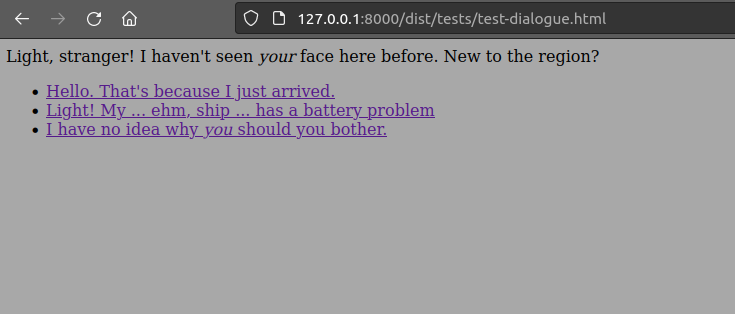 127.0.0.1:8000/dist/tests/test-dialogue.html
Light, stranger! I haven't seen your face here before. New to the region?
Hello. That's because I just arrived.
Light! My ... ehm, ship ... has a battery problem
I have no idea why you should you bother.